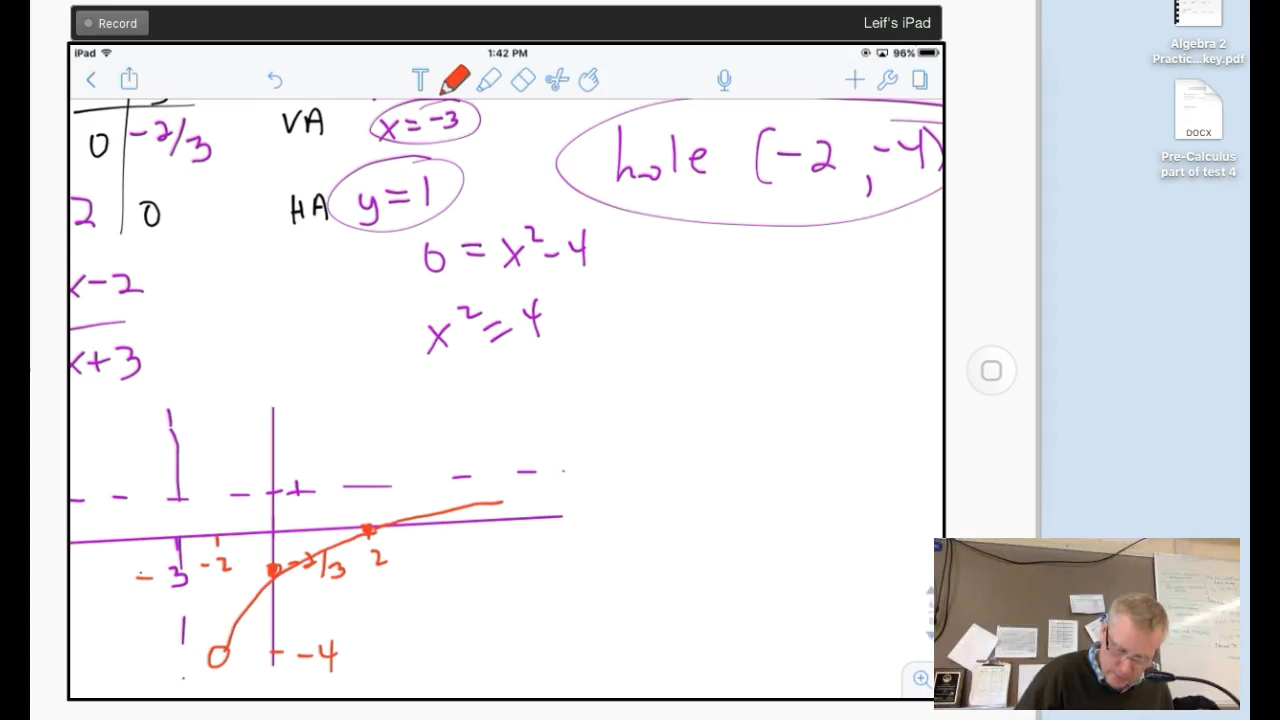 Record
Leif's iPad
iPad
1:42 PM
96%
T
Algebra 2
Practic...key.pdf
DOCX
Pre-Calculus
part of test 4
0 | -2/3
2 | 0
VA x = -3
HA y = 1
hole (-2, -4)
0 = x² - 4
x² = 4
x-2
x+3
-3
-2
-2/3
2
-4